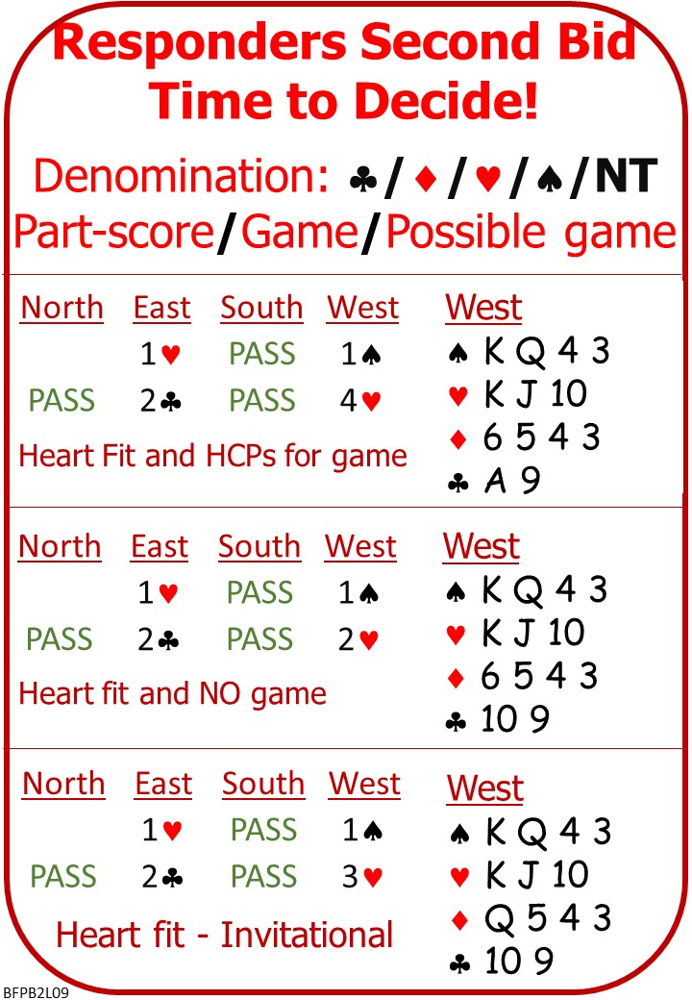 Responders Second Bid
Time to Decide!
Denomination: ♣/♦/♥/♠/NT
Part-score/Game/Possible game
North East South West
1♥ PASS 1♠
PASS 2♣ PASS 4♥
Heart Fit and HCPs for game
West
♠ K Q 4 3
♥ K J 10
♦ 6 5 4 3
♣ A 9
North East South West
1♥ PASS 1♠
PASS 2♣ PASS 2♥
Heart fit and NO game
West
♠ K Q 4 3
♥ K J 10
♦ 6 5 4 3
♣ 10 9
North East South West
1♥ PASS 1♠
PASS 2♣ PASS 3♥
Heart fit - Invitational
West
♠ K Q 4 3
♥ K J 10
♦ Q 5 4 3
♣ 10 9
BFPB2L09